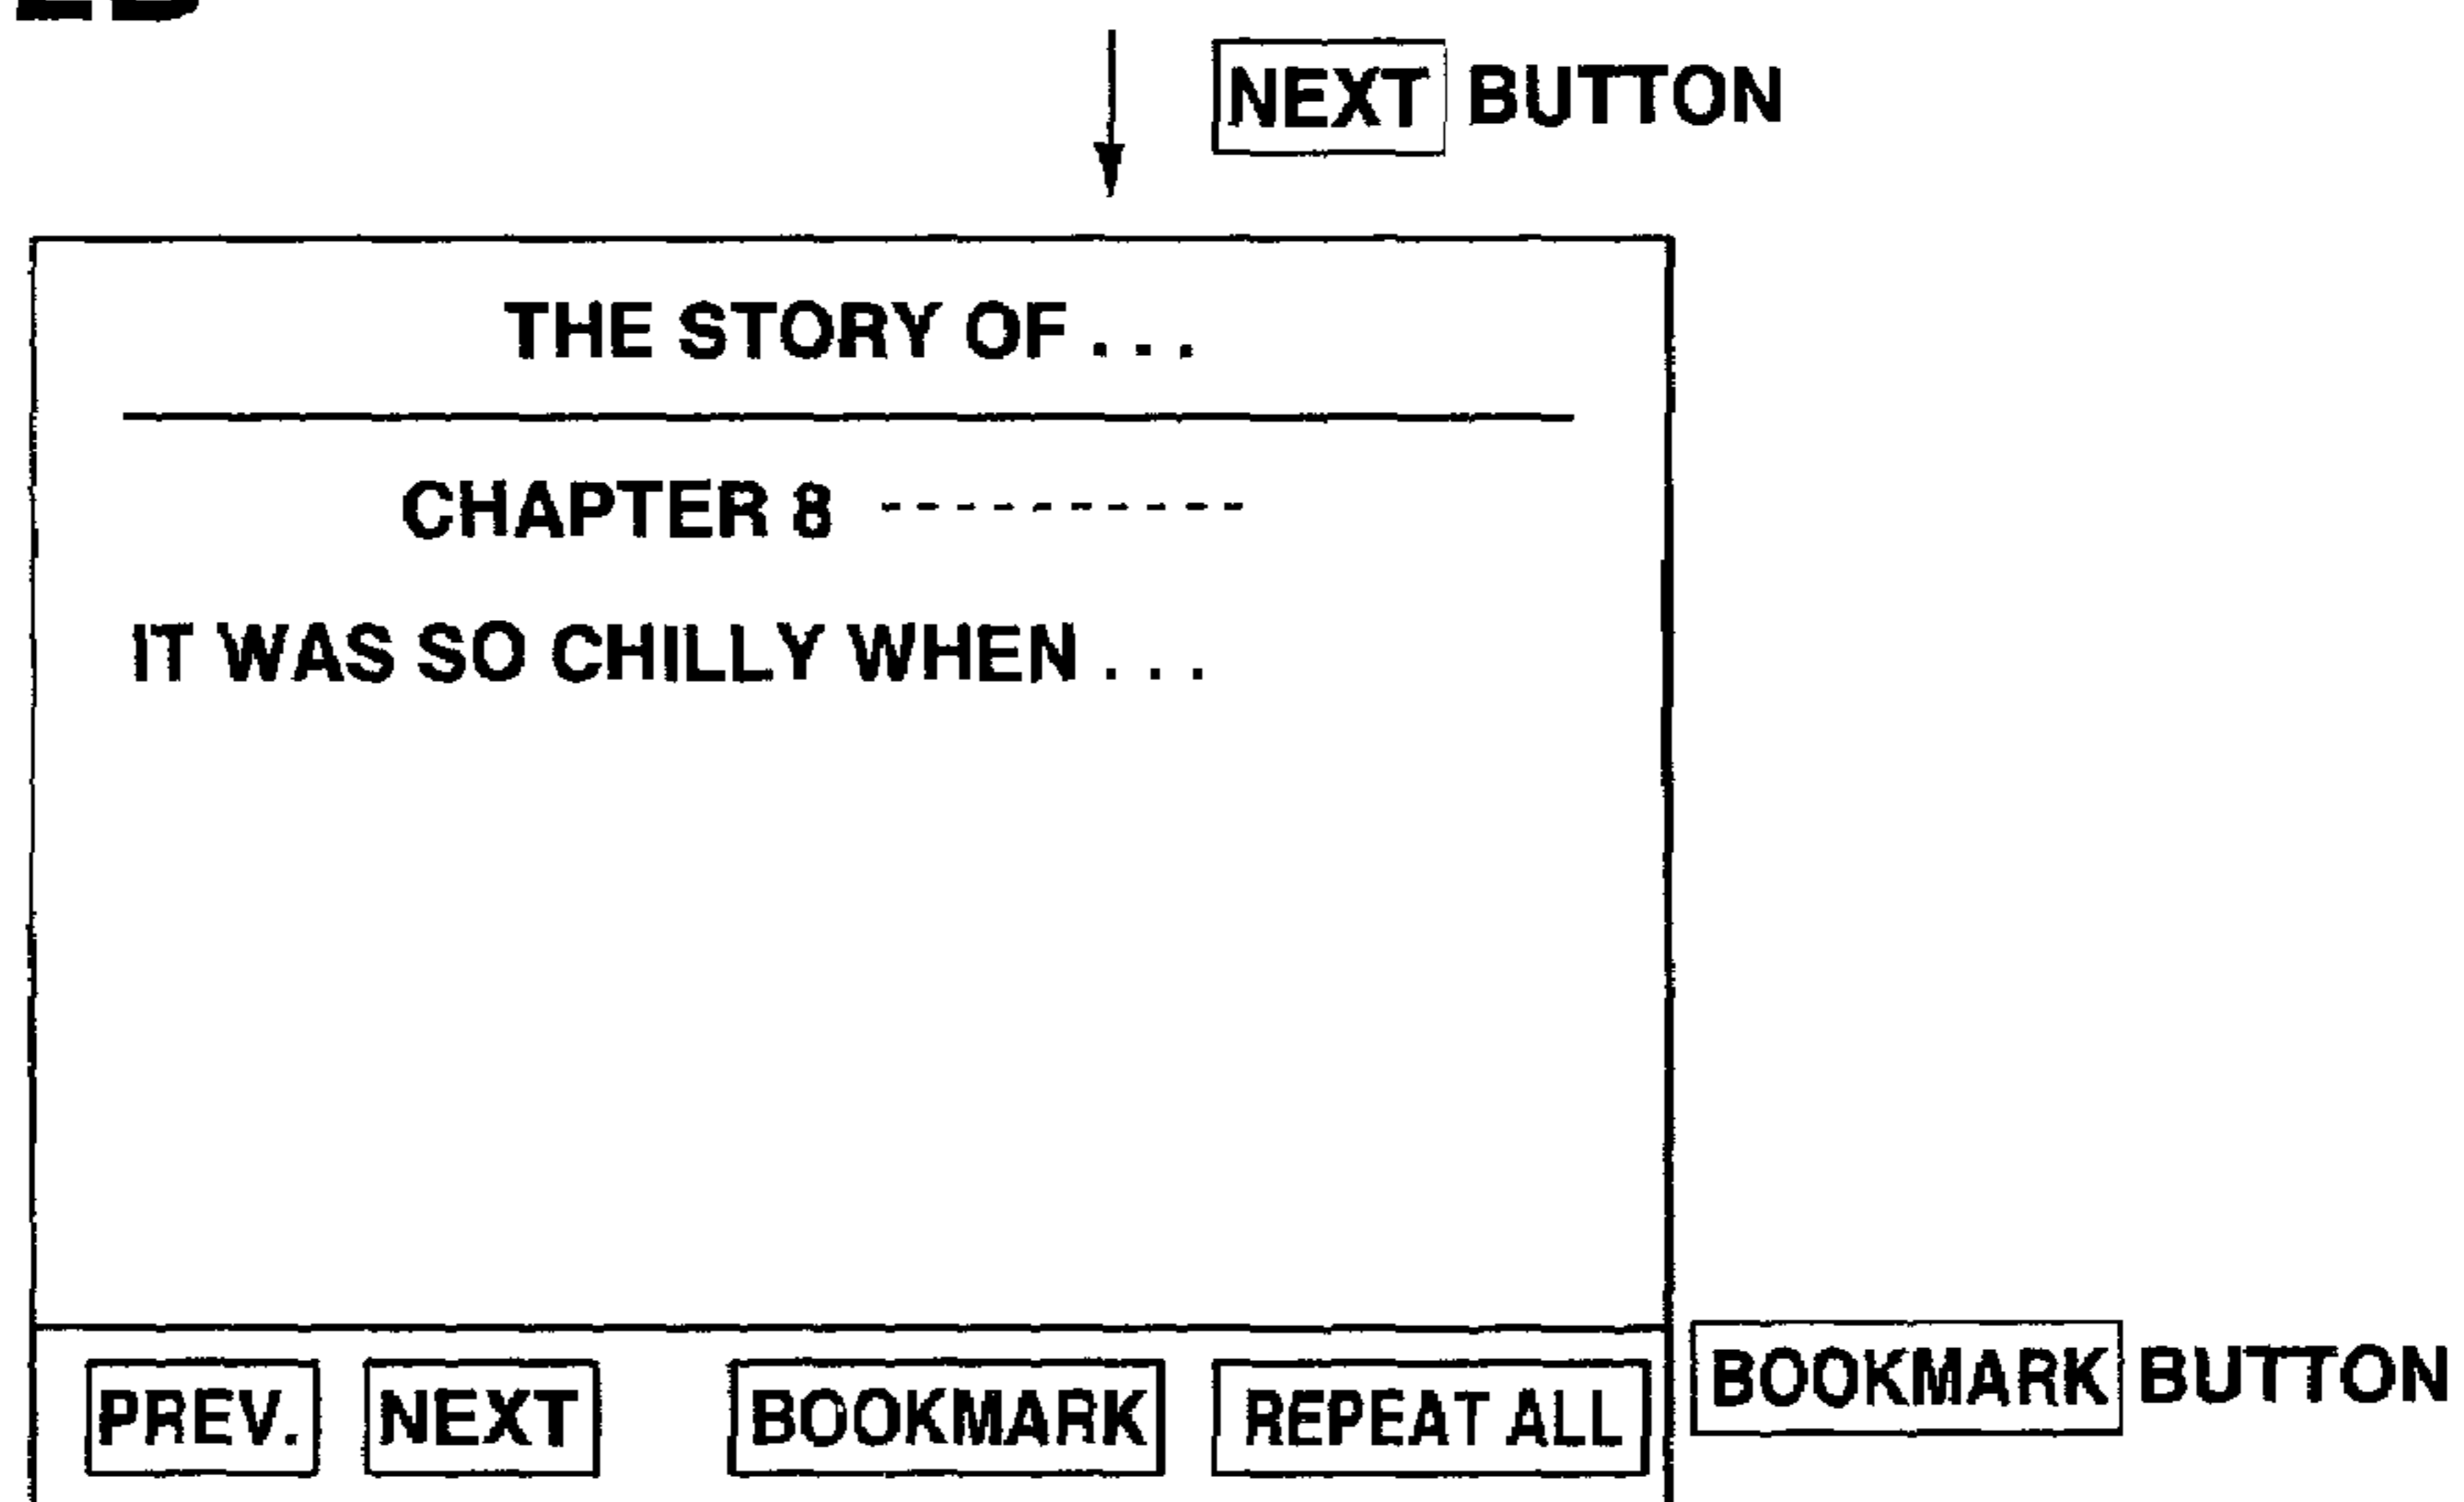 NEXT BUTTON
THE STORY OF . . .
CHAPTER 8 ----------
IT WAS SO CHILLY WHEN . . .
PREV. NEXT BOOKMARK REPEAT ALL BOOKMARK BUTTON